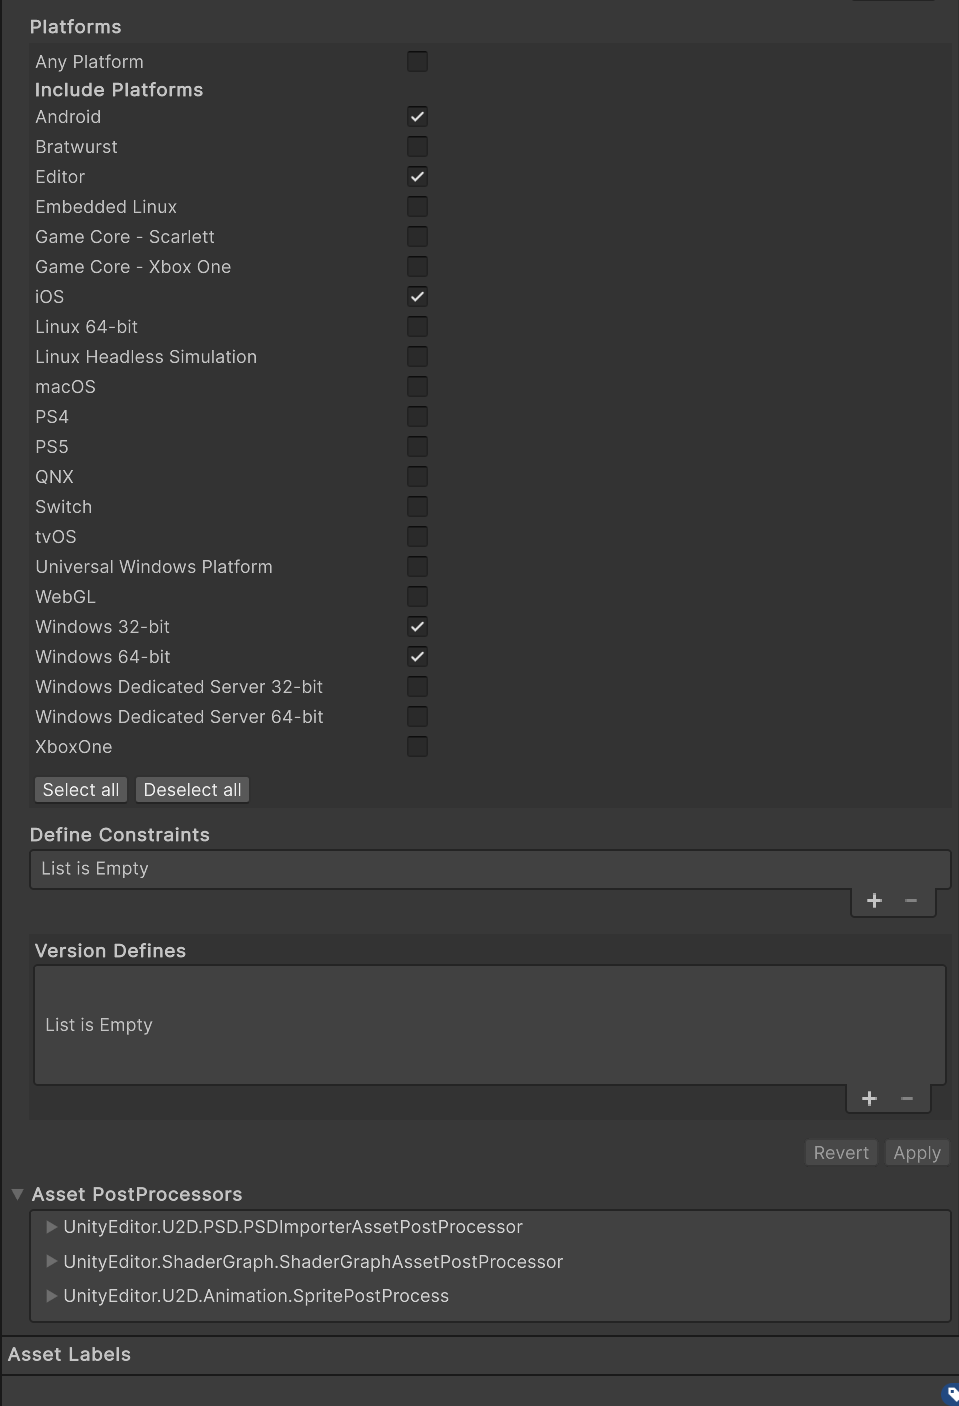 Platforms
Any Platform
Include Platforms
Android
Bratwurst
Editor
Embedded Linux
Game Core - Scarlett
Game Core - Xbox One
iOS
Linux 64-bit
Linux Headless Simulation
macOS
PS4
PS5
QNX
Switch
tvOS
Universal Windows Platform
WebGL
Windows 32-bit
Windows 64-bit
Windows Dedicated Server 32-bit
Windows Dedicated Server 64-bit
XboxOne
Select all Deselect all
Define Constraints
List is Empty
+ −
Version Defines
List is Empty
+ −
Revert Apply
Asset PostProcessors
UnityEditor.U2D.PSD.PSDImporterAssetPostProcessor
UnityEditor.ShaderGraph.ShaderGraphAssetPostProcessor
UnityEditor.U2D.Animation.SpritePostProcess
Asset Labels